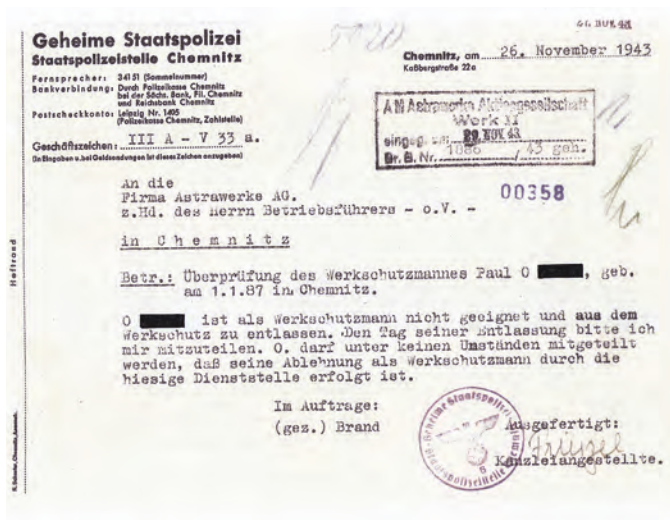 Geheime Staatspolizei
Staatspolizeileitstelle Chemnitz
Fernsprecher: 34151 (Sammelnummer)
Bankverbindung: Durch Polizeikasse Chemnitz
bei der Sächs. Bank, Fil. Chemnitz
und Reichsbank Chemnitz
Postscheckkonto: Leipzig Nr. 1405
(Polizeikasse Chemnitz, Zahlstelle)
Geschäftszeichen: III A - V 33 a.
(In Eingaben u. bei Geldsendungen ist dieses Zeichen anzugeben)
NOV. 43
Chemnitz, am 26. November 1943
Kaßbergstraße 22a
Astrawerke Aktiengesellschaft
Werk II
eingeg. am 29. NOV. 43
Br. B. Nr. 1086 / 43 geh.
00358
An die
Firma Astrawerke AG.
z.Hd. des Herrn Betriebsführers - o.V. -
in Chemnitz
Heftrand
Betr.: Überprüfung des Werkschutzmannes Paul O, geb.
am 1.1.87 in Chemnitz.
O ist als Werkschutzmann nicht geeignet und aus dem
Werkschutz zu entlassen. Den Tag seiner Entlassung bitte ich
mir mitzuteilen. O. darf unter keinen Umständen mitgeteilt
werden, daß seine Ablehnung als Werkschutzmann durch die
hiesige Dienststelle erfolgt ist.
Im Auftrage:
(gez.) Brand
Geheime Staatspolizei
Ausgefertigt:
Kanzleiangestellte.